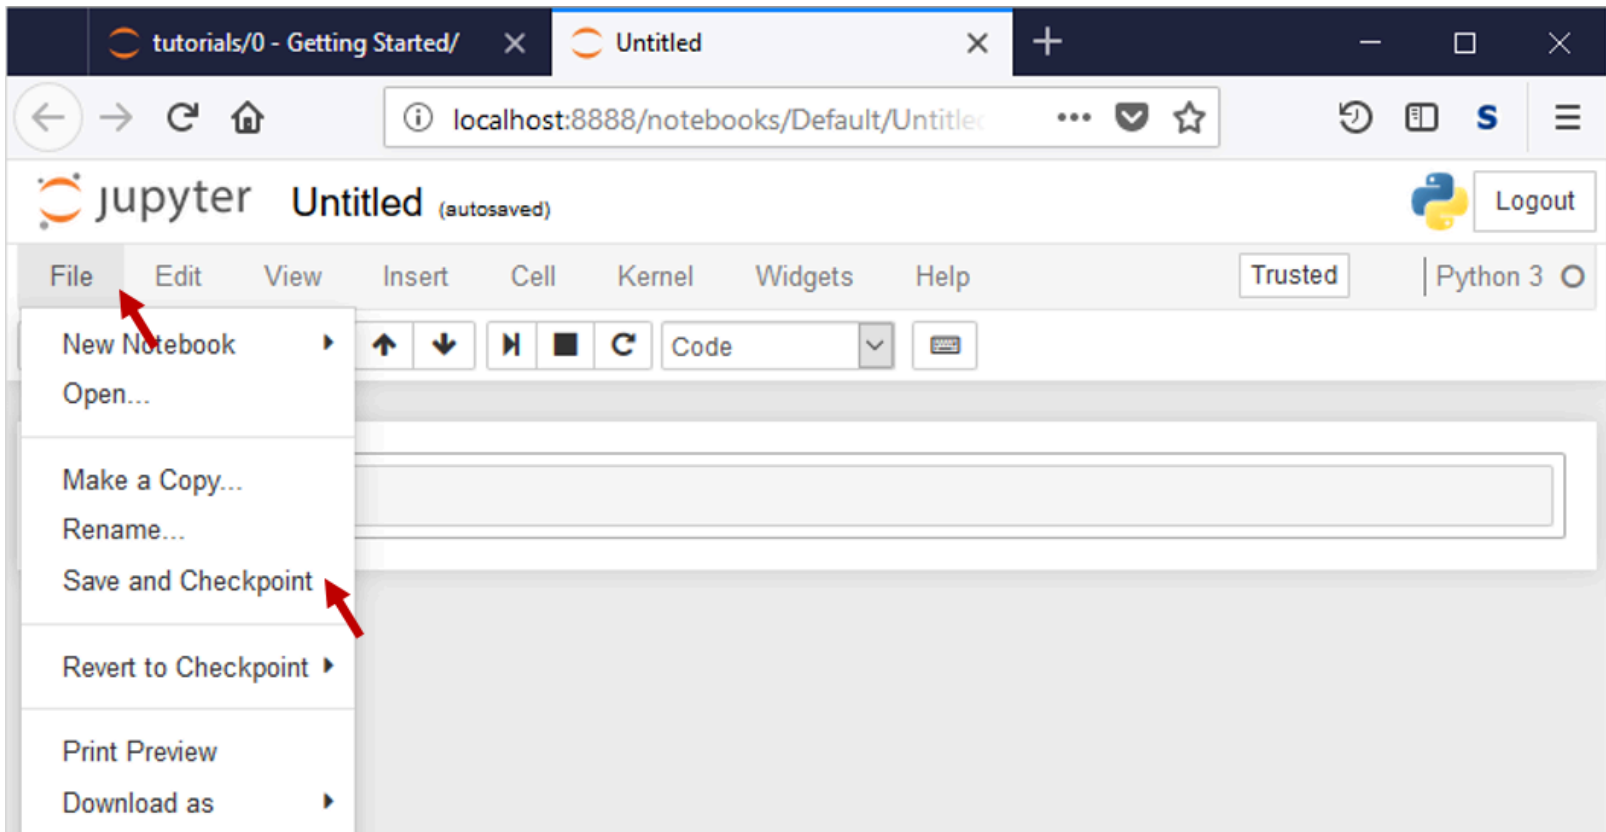 tutorials/0 - Getting Started/
Untitled
localhost:8888/notebooks/Default/Untitled
S
jupyter Untitled (autosaved)
Logout
File Edit View Insert Cell Kernel Widgets Help Trusted Python 3
New Notebook
Code
Open...
Make a Copy...
Rename...
Save and Checkpoint
Revert to Checkpoint
Print Preview
Download as